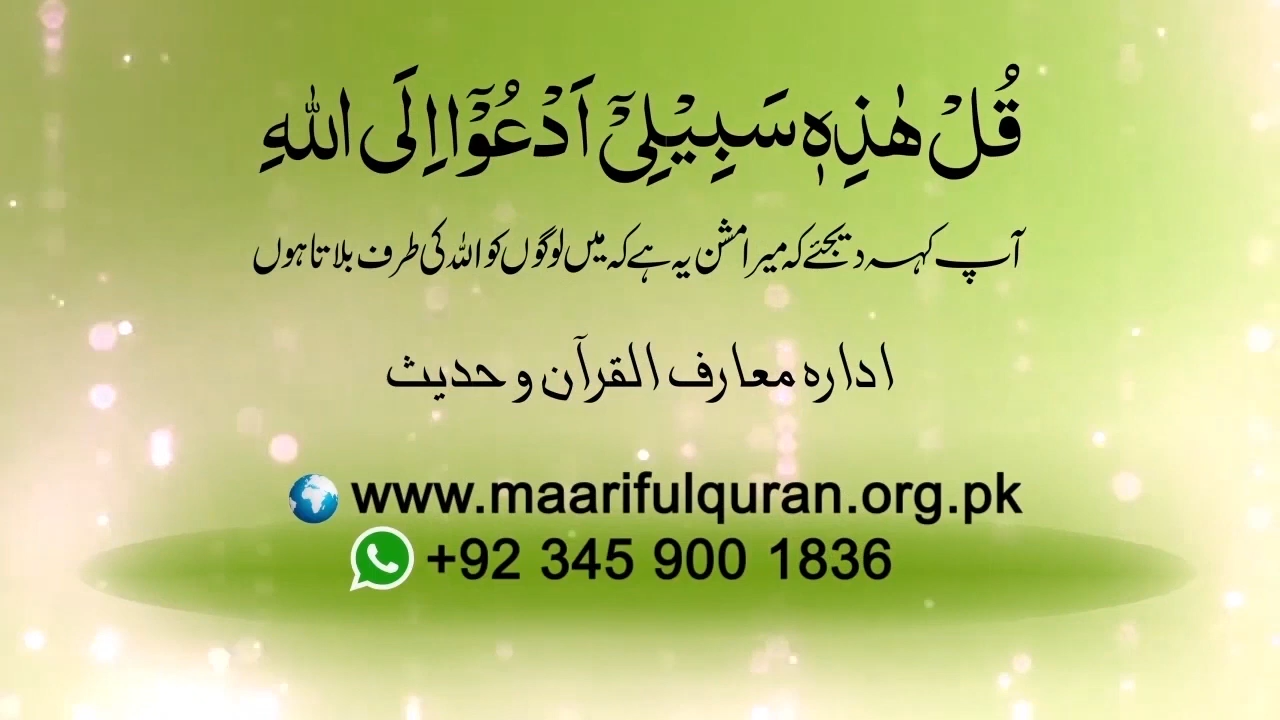 قُلْ هٰذِهٖ سَبِيْلِيْۤ اَدْعُوْۤا اِلَى اللهِ
آپ کہہ دیجئے کہ میرا مشن یہ ہے کہ میں لوگوں کو اللہ کی طرف بلاتا ہوں
ادارہ معارف القرآن و حدیث
www.maarifulquran.org.pk
+92 345 900 1836